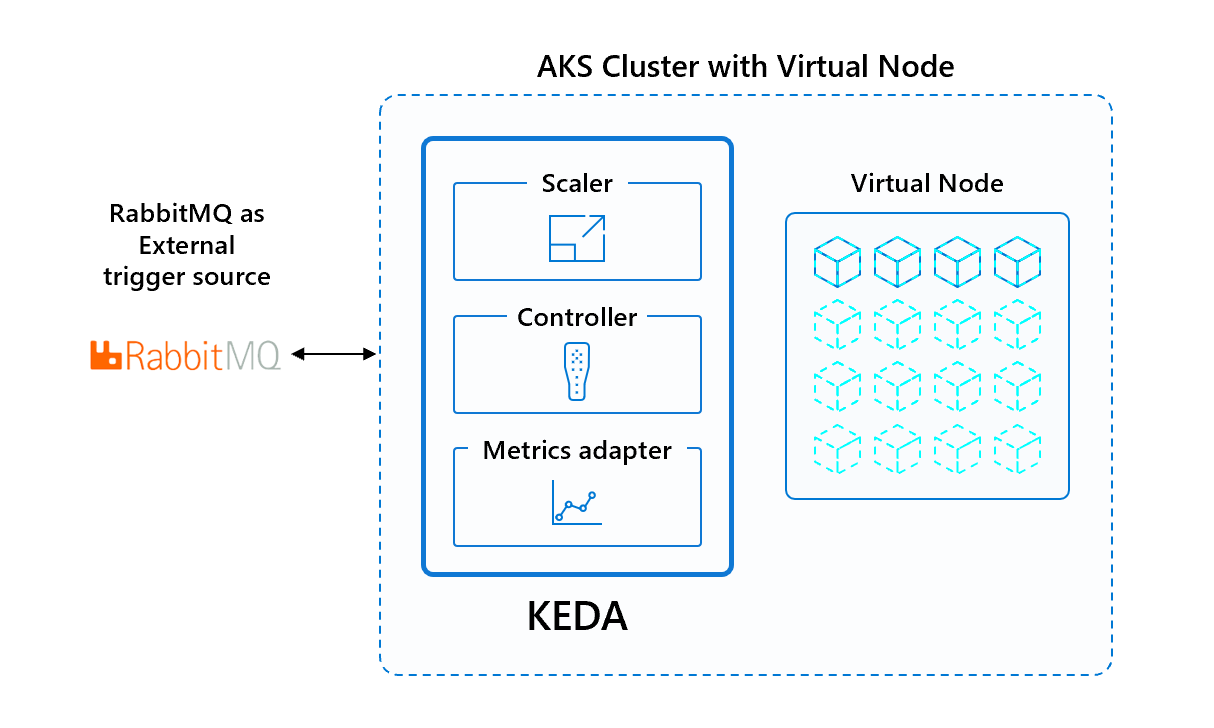 AKS Cluster with Virtual Node
RabbitMQ as
External
trigger source
RabbitMQ
Scaler
Controller
Metrics adapter
KEDA
Virtual Node